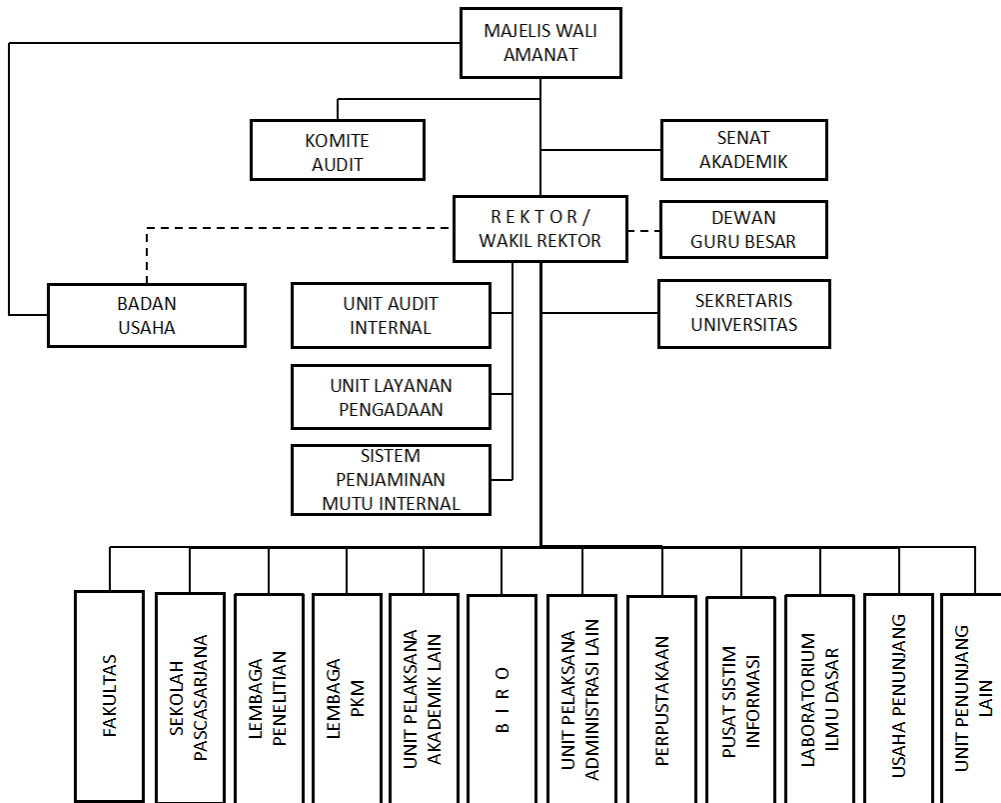 MAJELIS WALI
AMANAT
KOMITE
AUDIT
SENAT
AKADEMIK
R E K T O R /
WAKIL REKTOR
DEWAN
GURU BESAR
BADAN
USAHA
UNIT AUDIT
INTERNAL
SEKRETARIS
UNIVERSITAS
UNIT LAYANAN
PENGADAAN
SISTEM
PENJAMINAN
MUTU INTERNAL
FAKULTAS
SEKOLAH
PASCASARJANA
LEMBAGA
PENELITIAN
LEMBAGA
PKM
UNIT PELAKSANA
AKADEMIK LAIN
B I R O
UNIT PELAKSANA
ADMINISTRASI LAIN
PERPUSTAKAAN
PUSAT SISTIM
INFORMASI
LABORATORIUM
ILMU DASAR
USAHA PENUNJANG
UNIT PENUNJANG
LAIN